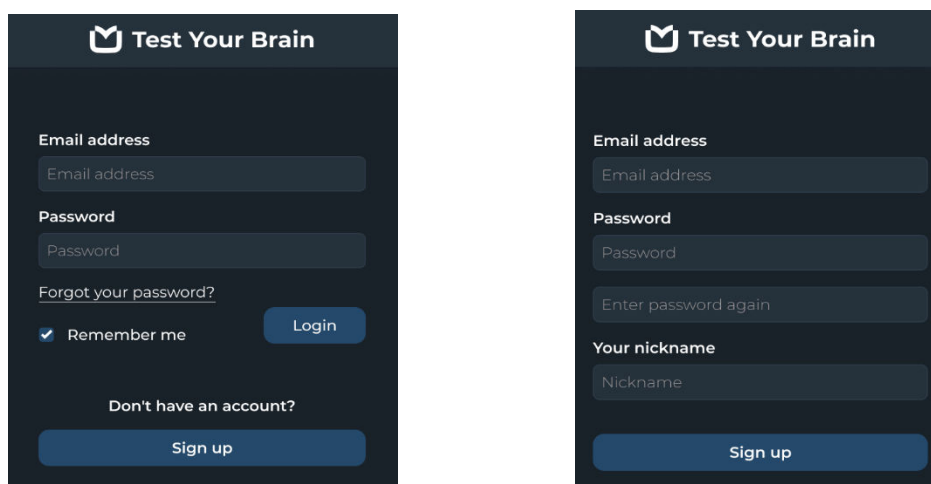 Test Your Brain
Email address
Email address
Password
Password
Forgot your password?
Remember me
Login
Don't have an account?
Sign up
Test Your Brain
Email address
Email address
Password
Password
Enter password again
Your nickname
Nickname
Sign up